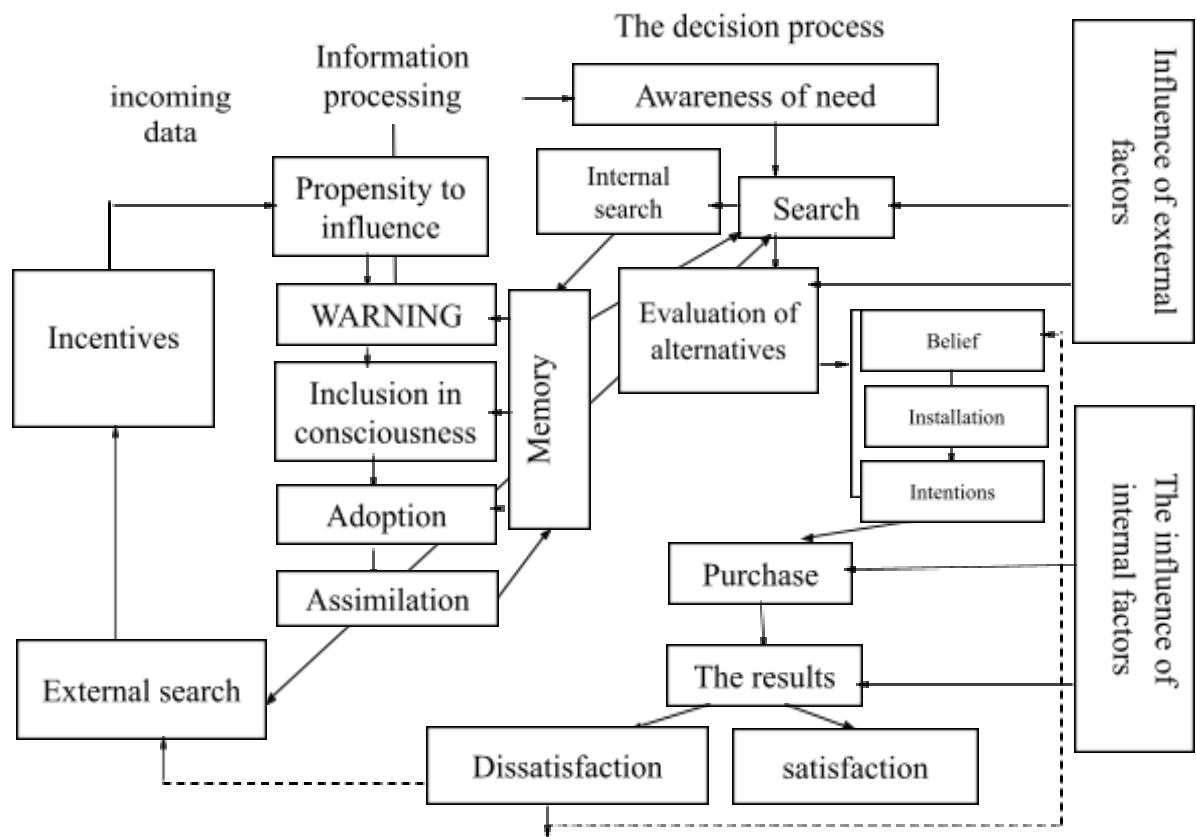 The decision process
Information
processing
incoming
data
Awareness of need
Influence of external
factors
Propensity to
influence
Internal
search
Search
WARNING
Incentives
Evaluation of
alternatives
Belief
Memory
Inclusion in
consciousness
Installation
Intentions
Adoption
The influence of
internal factors
Purchase
Assimilation
External search
The results
Dissatisfaction
satisfaction